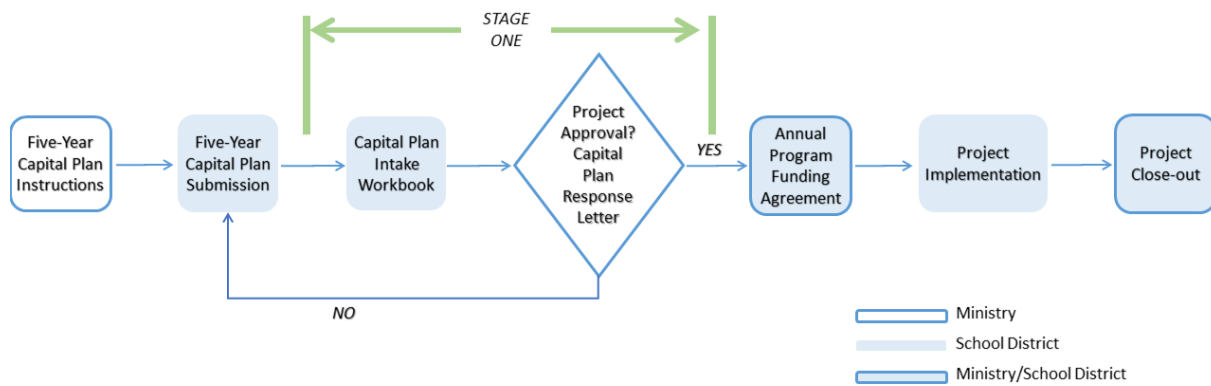 STAGE
ONE
Five-Year
Capital Plan
Instructions
Five-Year
Capital Plan
Submission
Capital Plan
Intake
Workbook
Project
Approval?
Capital
Plan
Response
Letter
YES
Annual
Program
Funding
Agreement
Project
Implementation
Project
Close-out
NO
Ministry
School District
Ministry/School District